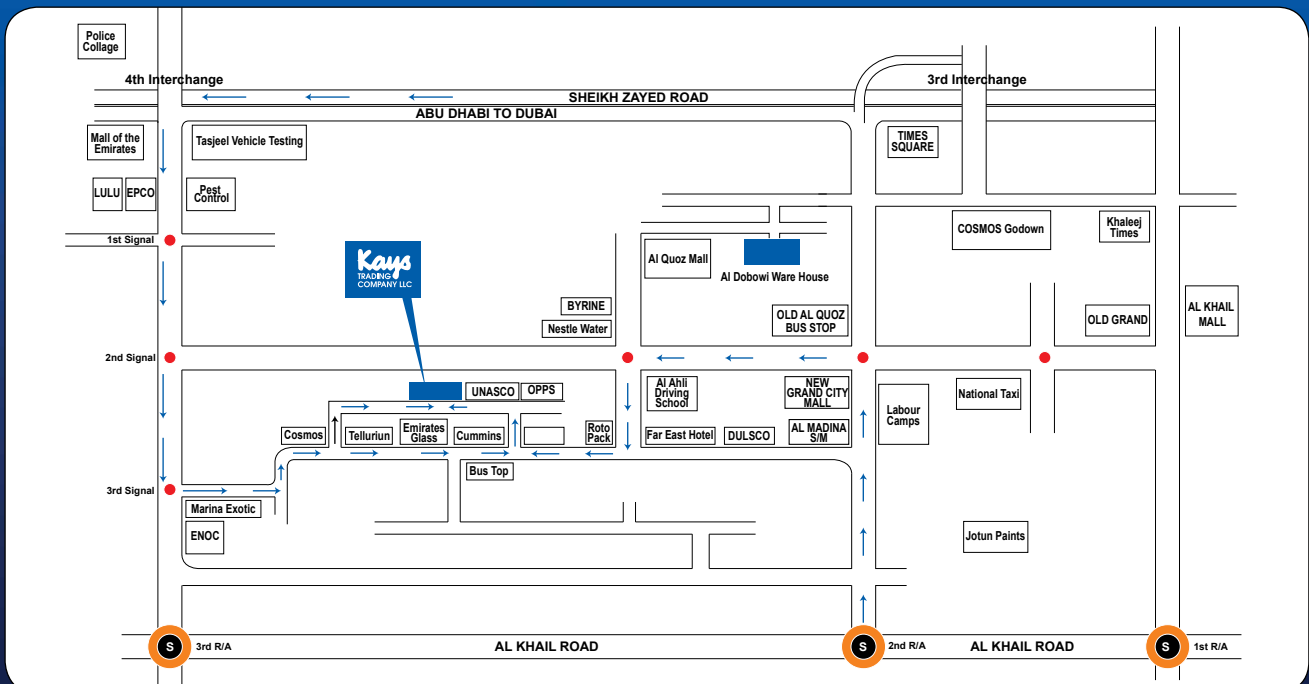 Police
Collage
4th Interchange
3rd Interchange
SHEIKH ZAYED ROAD
ABU DHABI TO DUBAI
Mall of the
Emirates
Tasjeel Vehicle Testing
TIMES
SQUARE
LULU
EPCO
Pest
Control
1st Signal
COSMOS Godown
Khaleej
Times
Kays
TRADING
COMPANY LLC
Al Quoz Mall
Al Dobowi Ware House
BYRINE
Nestle Water
OLD AL QUOZ
BUS STOP
OLD GRAND
AL KHAIL
MALL
2nd Signal
UNASCO
OPPS
Al Ahli
Driving
School
NEW
GRAND CITY
MALL
Labour
Camps
National Taxi
Cosmos
Telluriun
Emirates
Glass
Cummins
Roto
Pack
Far East Hotel
DULSCO
AL MADINA
S/M
Bus Top
3rd Signal
Marina Exotic
ENOC
Jotun Paints
S
3rd R/A
AL KHAIL ROAD
S
2nd R/A
AL KHAIL ROAD
S
1st R/A